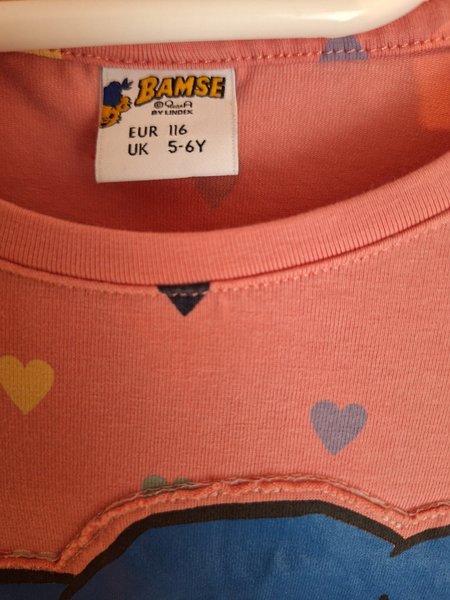 BAMSE
BY LINDEX
EUR 116
UK 5-6Y